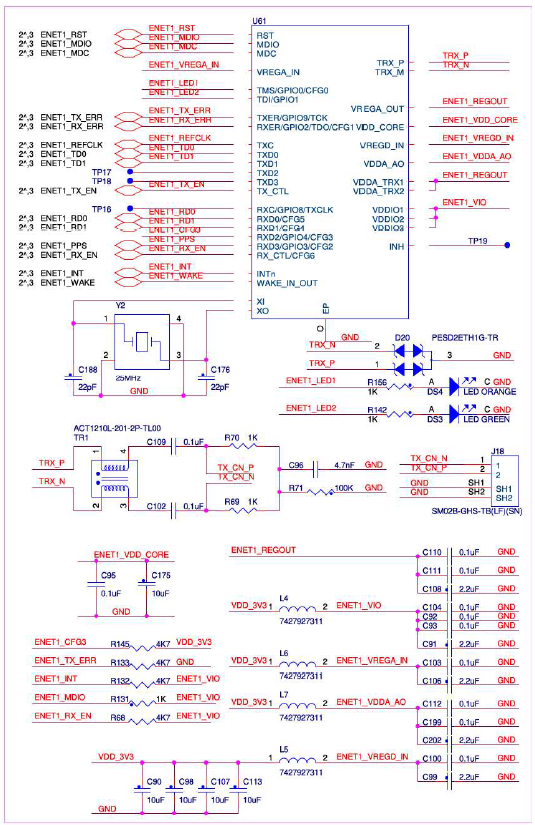 U61
2^,3 ENET1_RST ENET1_RST RST
2^,3 ENET1_MDIO ENET1_MDIO MDIO
2^,3 ENET1_MDC ENET1_MDC MDC
TRX_P TRX_P
ENET1_VREGA_IN VREGA_IN TRX_M TRX_N
ENET1_LED1 TMS/GPIO0/CFG0
ENET1_LED2 TDI/GPIO1
VREGA_OUT ENET1_REGOUT
2^,3 ENET1_TX_ERR ENET1_TX_ERR TXER/GPIO9/TCK
2^,3 ENET1_RX_ERR ENET1_RX_ERR RXER/GPIO2/TDO/CFG1 VDD_CORE ENET1_VDD_CORE
2^,3 ENET1_REFCLK ENET1_REFCLK TXC VREGD_IN ENET1_VREGD_IN
2^,3 ENET1_TD0 ENET1_TD0 TXD0
2^,3 ENET1_TD1 ENET1_TD1 TXD1 VDDA_AO ENET1_VDDA_AO
TP17 TXD2
TP18 TXD3 VDDA_TRX1 ENET1_REGOUT
2^,3 ENET1_TX_EN ENET1_TX_EN TX_CTL VDDA_TRX2
TP16 RXC/GPIO8/TXCLK VDDIO1 ENET1_VIO
2^,3 ENET1_RD0 ENET1_RD0 RXD0/CFG5 VDDIO2
2^,3 ENET1_RD1 ENET1_RD1 RXD1/CFG4 VDDIO3
ENET1_CFG3 RXD2/GPIO4/CFG3
2^,3 ENET1_PPS ENET1_PPS RXD3/GPIO3/CFG2 INH TP19
2^,3 ENET1_RX_EN ENET1_RX_EN RX_CTL/CFG6
2^,3 ENET1_INT ENET1_INT INTn
2^,3 ENET1_WAKE ENET1_WAKE WAKE_IN_OUT
XI
XO EP
Y2
1 4
2 3
C168 22pF 25MHz C176 22pF
GND
0 GND
D20 PESD2ETH1G-TR
TRX_N 2 3 GND
TRX_P 1
ENET1_LED1 R156 1K A DS4 C GND LED ORANGE
ENET1_LED2 R142 1K A DS3 C GND LED GREEN
ACT1210L-201-2P-TL00
TR1
TRX_P 1 4 C109 0.1uF R70 1K
TX_CN_P
TX_CN_N
TRX_N 2 3 C102 0.1uF R69 1K
C96 4.7nF GND
R71 100K GND
J18
TX_CN_N 1 1
TX_CN_P 2 2
GND SH1 SH1
GND SH2 SH2
SM02B-GHS-TB(LF)(SN)
ENET1_VDD_CORE
C95 0.1uF C175 10uF
GND
ENET1_REGOUT C110 0.1uF GND
C111 0.1uF GND
C108 2.2uF GND
VDD_3V3 1 L4 2 ENET1_VIO C104 0.1uF GND
7427927311 C92 0.1uF GND
C93 0.1uF GND
C91 2.2uF GND
ENET1_CFG3 R145 4K7 VDD_3V3
ENET1_TX_ERR R133 4K7 GND
ENET1_INT R132 4K7 ENET1_VIO
ENET1_MDIO R131 1K ENET1_VIO
ENET1_RX_EN R68 4K7 ENET1_VIO
VDD_3V3 1 L6 2 ENET1_VREGA_IN C103 0.1uF GND
7427927311 C106 2.2uF GND
VDD_3V3 1 L7 2 ENET1_VDDA_AO C112 0.1uF GND
7427927311 C199 0.1uF GND
C202 2.2uF GND
VDD_3V3 1 L5 2 ENET1_VREGD_IN C100 0.1uF GND
7427927311 C99 2.2uF GND
C90 10uF C98 10uF C107 10uF C113 10uF
GND